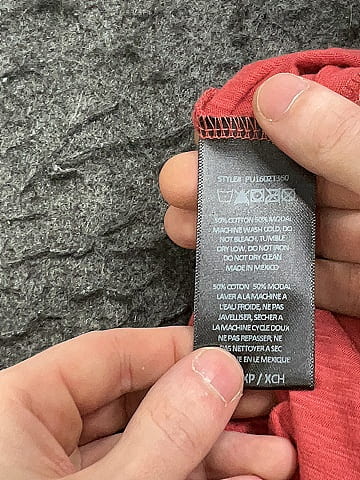 STYLE# PU1602T360
50% COTTON 50% MODAL
MACHINE WASH COLD, DO
NOT BLEACH, TUMBLE
DRY LOW, DO NOT IRON
DO NOT DRY CLEAN
MADE IN MEXICO
50% COTON 50% MODAL
LAVER A LA MACHINE A
L'EAU FROIDE, NE PAS
JAVELLISER, SÉCHER A
LA MACHINE CYCLE DOUX
NE PAS REPASSER, NE
PAS NETTOYER A SEC
EN LE MEXIQUE
XP / XCH